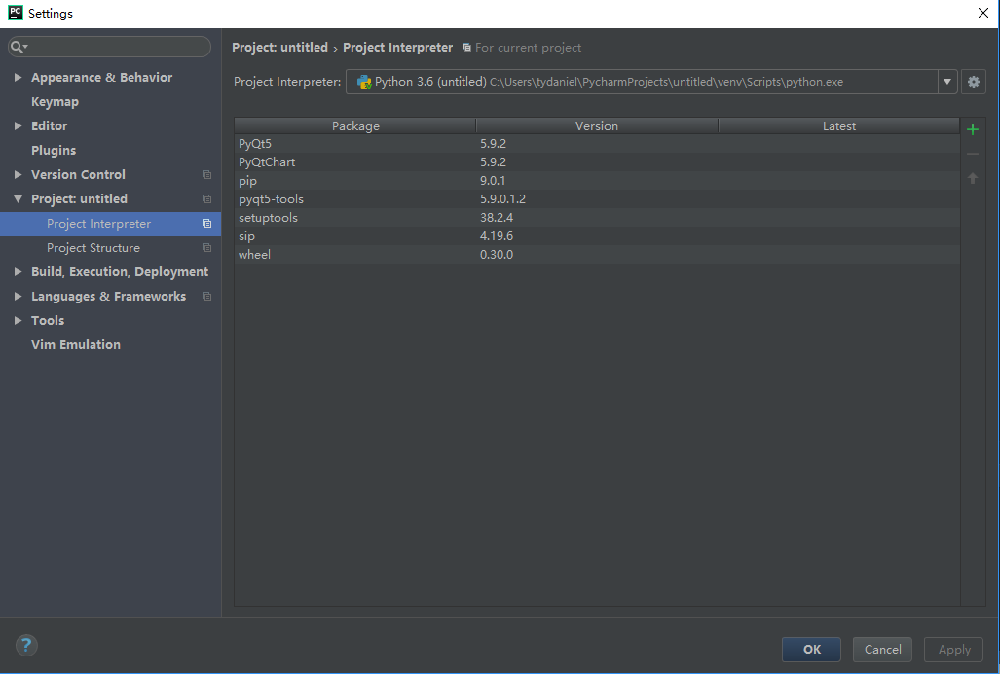 PC Settings
Project: untitled › Project Interpreter For current project
Appearance & Behavior
Keymap
Editor
Plugins
Version Control
Project: untitled
Project Interpreter
Project Structure
Build, Execution, Deployment
Languages & Frameworks
Tools
Vim Emulation
Project Interpreter: Python 3.6 (untitled) C:\Users\tydaniel\PycharmProjects\untitled\venv\Scripts\python.exe
Package Version Latest
PyQt5 5.9.2
PyQtChart 5.9.2
pip 9.0.1
pyqt5-tools 5.9.0.1.2
setuptools 38.2.4
sip 4.19.6
wheel 0.30.0
?
OK Cancel Apply